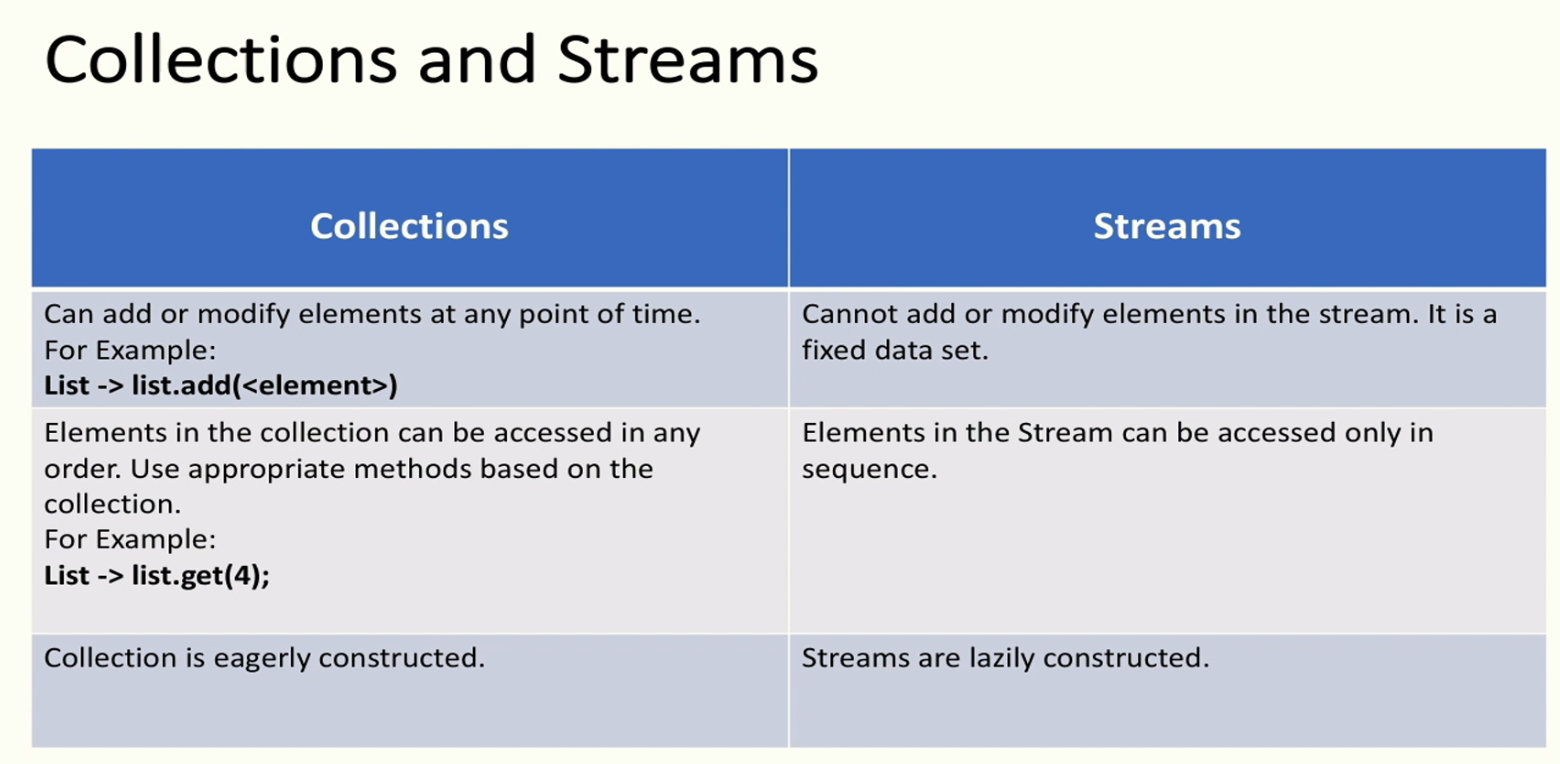 Collections and Streams
Collections
Streams
Can add or modify elements at any point of time.
For Example:
List -> list.add(<element>)
Cannot add or modify elements in the stream. It is a
fixed data set.
Elements in the collection can be accessed in any
order. Use appropriate methods based on the
collection.
For Example:
List -> list.get(4);
Elements in the Stream can be accessed only in
sequence.
Collection is eagerly constructed.
Streams are lazily constructed.